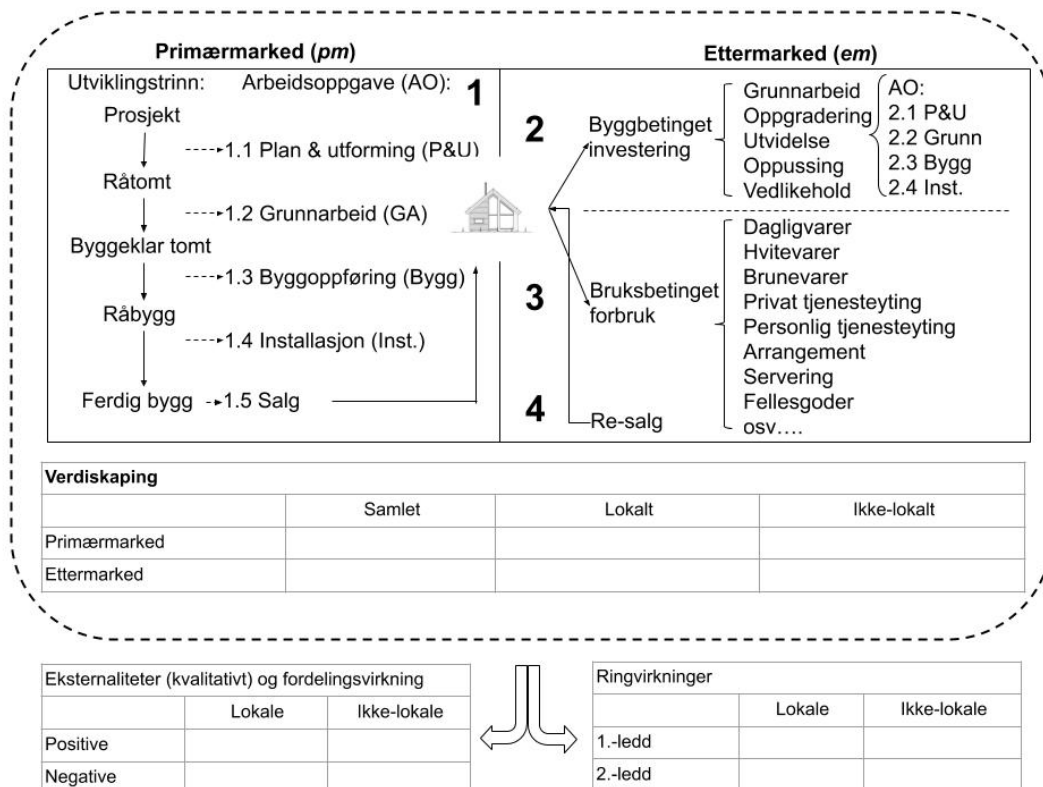 Primærmarked (pm)
Ettermarked (em)
Utviklingstrinn: Arbeidsoppgave (AO): 1
Prosjekt
1.1 Plan & utforming (P&U)
Råtomt
1.2 Grunnarbeid (GA)
Byggeklar tomt
1.3 Byggoppføring (Bygg)
Råbygg
1.4 Installasjon (Inst.)
Ferdig bygg 1.5 Salg
2
Byggbetinget
investering
Grunnarbeid
Oppgradering
Utvidelse
Oppussing
Vedlikehold
AO:
2.1 P&U
2.2 Grunn
2.3 Bygg
2.4 Inst.
3
Bruksbetinget
forbruk
Dagligvarer
Hvitevarer
Brunevarer
Privat tjenesteyting
Personlig tjenesteyting
Arrangement
Servering
Fellesgoder
osv....
4
Re-salg
Verdiskaping
Samlet Lokalt Ikke-lokalt
Primærmarked
Ettermarked
Eksternaliteter (kvalitativt) og fordelingsvirkning
Lokale Ikke-lokale
Positive
Negative
Ringvirkninger
Lokale Ikke-lokale
1.-ledd
2.-ledd